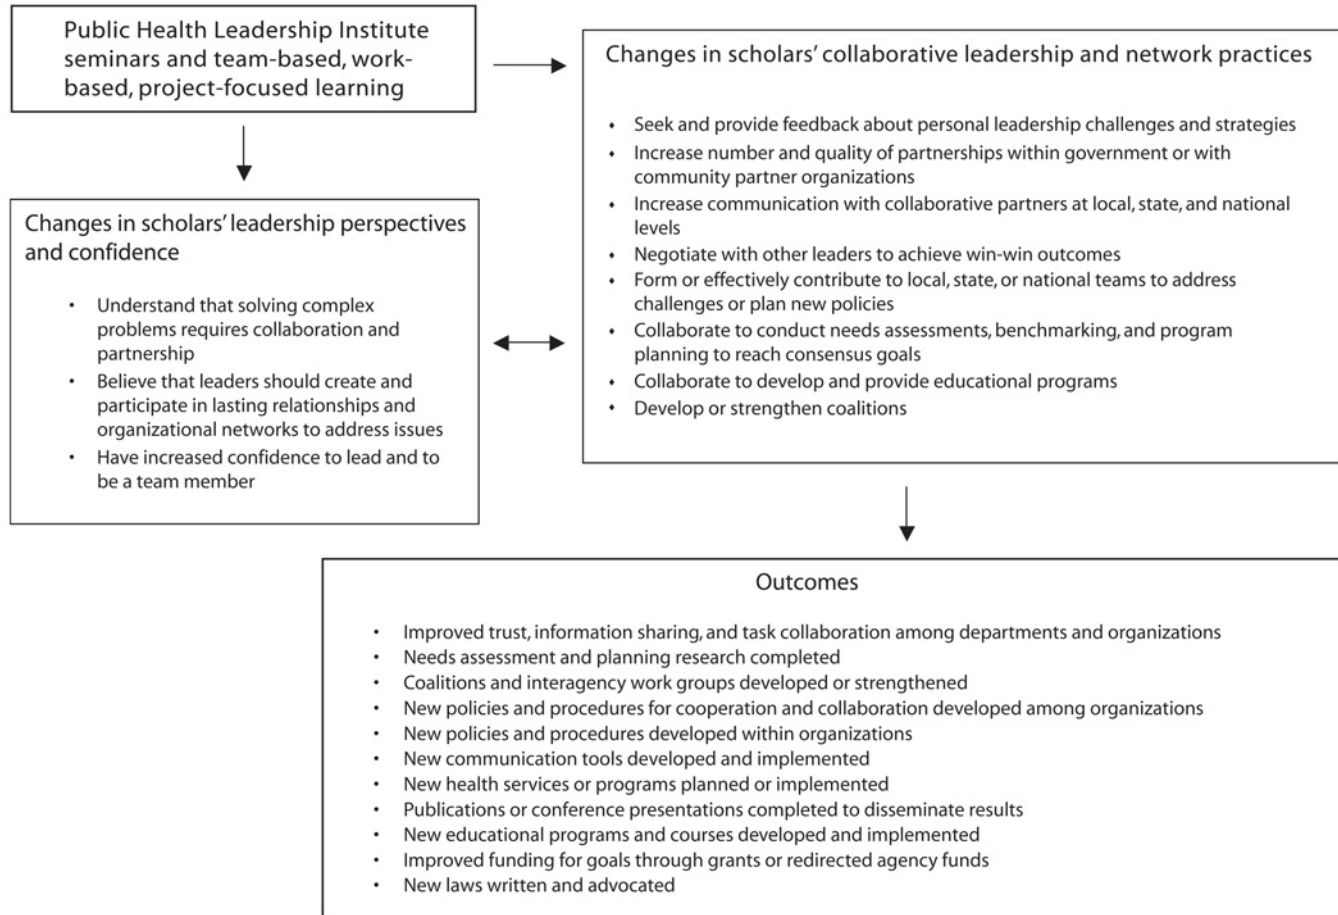 Public Health Leadership Institute
seminars and team-based, work-
based, project-focused learning
Changes in scholars' collaborative leadership and network practices
⬧ Seek and provide feedback about personal leadership challenges and strategies
⬧ Increase number and quality of partnerships within government or with
community partner organizations
⬧ Increase communication with collaborative partners at local, state, and national
levels
⬧ Negotiate with other leaders to achieve win-win outcomes
⬧ Form or effectively contribute to local, state, or national teams to address
challenges or plan new policies
⬧ Collaborate to conduct needs assessments, benchmarking, and program
planning to reach consensus goals
⬧ Collaborate to develop and provide educational programs
⬧ Develop or strengthen coalitions
Changes in scholars' leadership perspectives
and confidence
• Understand that solving complex
problems requires collaboration and
partnership
• Believe that leaders should create and
participate in lasting relationships and
organizational networks to address issues
• Have increased confidence to lead and to
be a team member
Outcomes
• Improved trust, information sharing, and task collaboration among departments and organizations
• Needs assessment and planning research completed
• Coalitions and interagency work groups developed or strengthened
• New policies and procedures for cooperation and collaboration developed among organizations
• New policies and procedures developed within organizations
• New communication tools developed and implemented
• New health services or programs planned or implemented
• Publications or conference presentations completed to disseminate results
• New educational programs and courses developed and implemented
• Improved funding for goals through grants or redirected agency funds
• New laws written and advocated